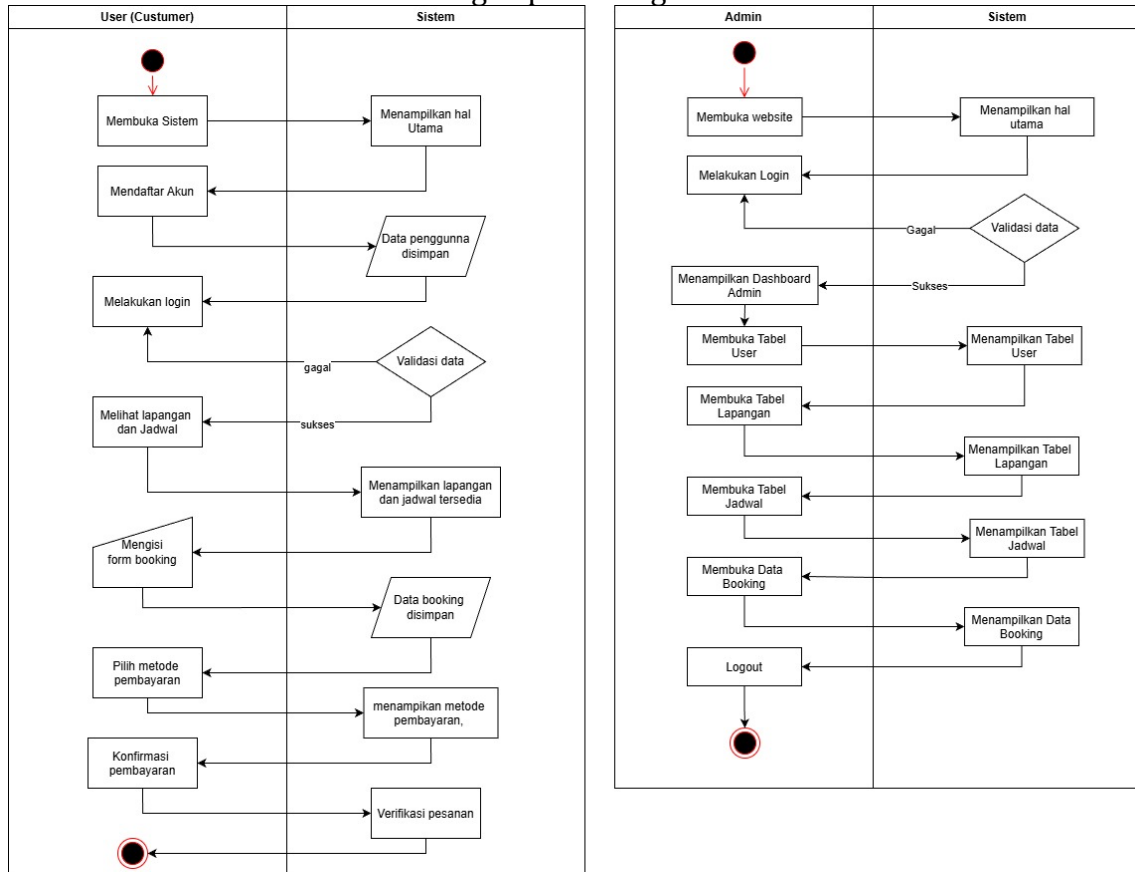 User (Custumer)
Sistem
Membuka Sistem
Menampilkan hal
Utama
Mendaftar Akun
Data penggunna
disimpan
Melakukan login
Validasi data
gagal
Melihat lapangan
dan Jadwal
sukses
Menampilkan lapangan
dan jadwal tersedia
Mengisi
form booking
Data booking
disimpan
Pilih metode
pembayaran
menampikan metode
pembayaran,
Konfirmasi
pembayaran
Verifikasi pesanan
Admin
Sistem
Membuka website
Menampilkan hal
utama
Melakukan Login
Validasi data
Gagal
Menampilkan Dashboard
Admin
Sukses
Membuka Tabel
User
Menampilkan Tabel
User
Membuka Tabel
Lapangan
Menampilkan Tabel
Lapangan
Membuka Tabel
Jadwal
Menampilkan Tabel
Jadwal
Membuka Data
Booking
Menampilkan Data
Booking
Logout